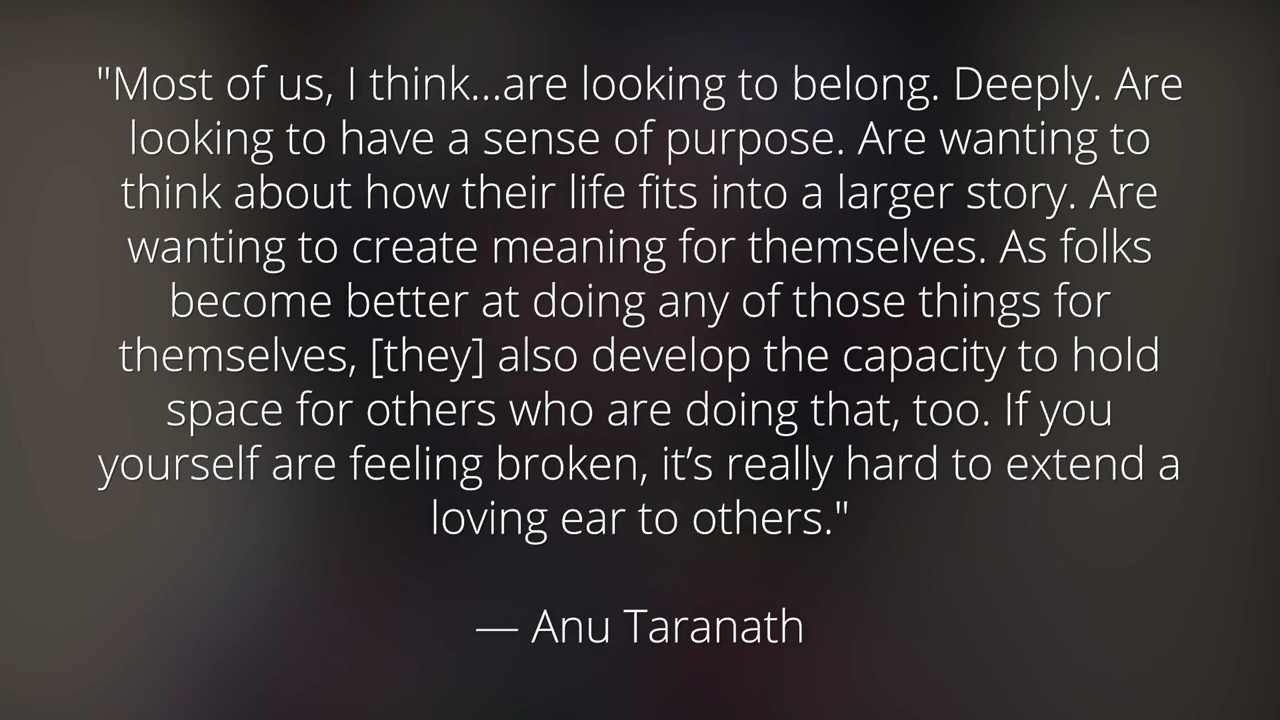 "Most of us, I think...are looking to belong. Deeply. Are
looking to have a sense of purpose. Are wanting to
think about how their life fits into a larger story. Are
wanting to create meaning for themselves. As folks
become better at doing any of those things for
themselves, [they] also develop the capacity to hold
space for others who are doing that, too. If you
yourself are feeling broken, it’s really hard to extend a
loving ear to others."
— Anu Taranath